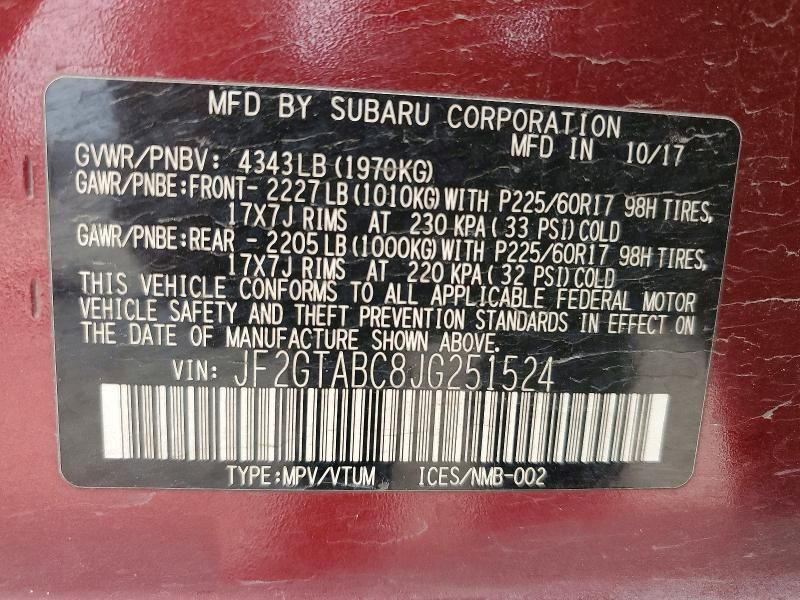 MFD BY SUBARU CORPORATION
MFD IN 10/17
GVWR/PNBV: 4343LB(1970KG)
GAWR/PNBE:FRONT- 2227LB(1010KG)WITH P225/60R17 98H TIRES,
17X7J RIMS AT 230 KPA( 33 PSI)COLD
GAWR/PNBE:REAR - 2205LB(1000KG)WITH P225/60R17 98H TIRES,
17X7J RIMS AT 220 KPA( 32 PSI)COLD
THIS VEHICLE CONFORMS TO ALL APPLICABLE FEDERAL MOTOR
VEHICLE SAFETY AND THEFT PREVENTION STANDARDS IN EFFECT ON
THE DATE OF MANUFACTURE SHOWN ABOVE.
VIN: JF2GTABC8JG251524
TYPE:MPV/VTUM ICES/NMB-002